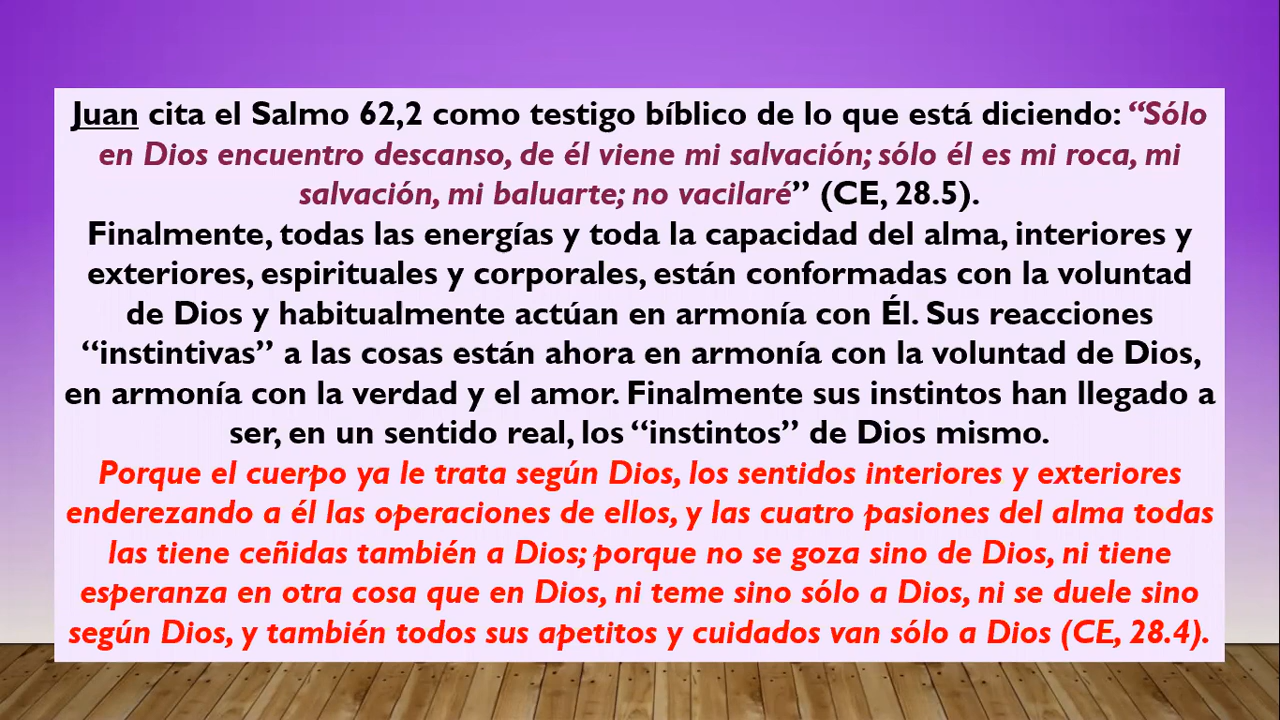 Juan cita el Salmo 62,2 como testigo bíblico de lo que está diciendo: “Sólo
en Dios encuentro descanso, de él viene mi salvación; sólo él es mi roca, mi
salvación, mi baluarte; no vacilaré” (CE, 28.5).
Finalmente, todas las energías y toda la capacidad del alma, interiores y
exteriores, espirituales y corporales, están conformadas con la voluntad
de Dios y habitualmente actúan en armonía con Él. Sus reacciones
“instintivas” a las cosas están ahora en armonía con la voluntad de Dios,
en armonía con la verdad y el amor. Finalmente sus instintos han llegado a
ser, en un sentido real, los “instintos” de Dios mismo.
Porque el cuerpo ya le trata según Dios, los sentidos interiores y exteriores
enderezando a él las operaciones de ellos, y las cuatro pasiones del alma todas
las tiene ceñidas también a Dios; porque no se goza sino de Dios, ni tiene
esperanza en otra cosa que en Dios, ni teme sino sólo a Dios, ni se duele sino
según Dios, y también todos sus apetitos y cuidados van sólo a Dios (CE, 28.4).